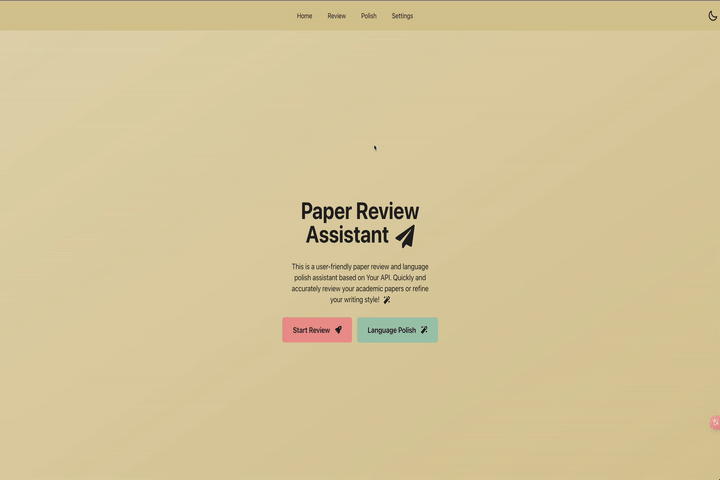 Home Review Polish Settings
Paper Review
Assistant
This is a user-friendly paper review and language
polish assistant based on Your API. Quickly and
accurately review your academic papers or refine
your writing style!
Start Review Language Polish